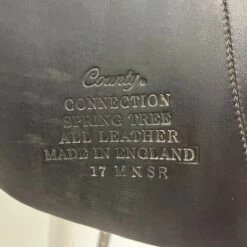 County®
CONNECTION
SPRING TREE
ALL LEATHER
MADE IN ENGLAND
17 M N SR